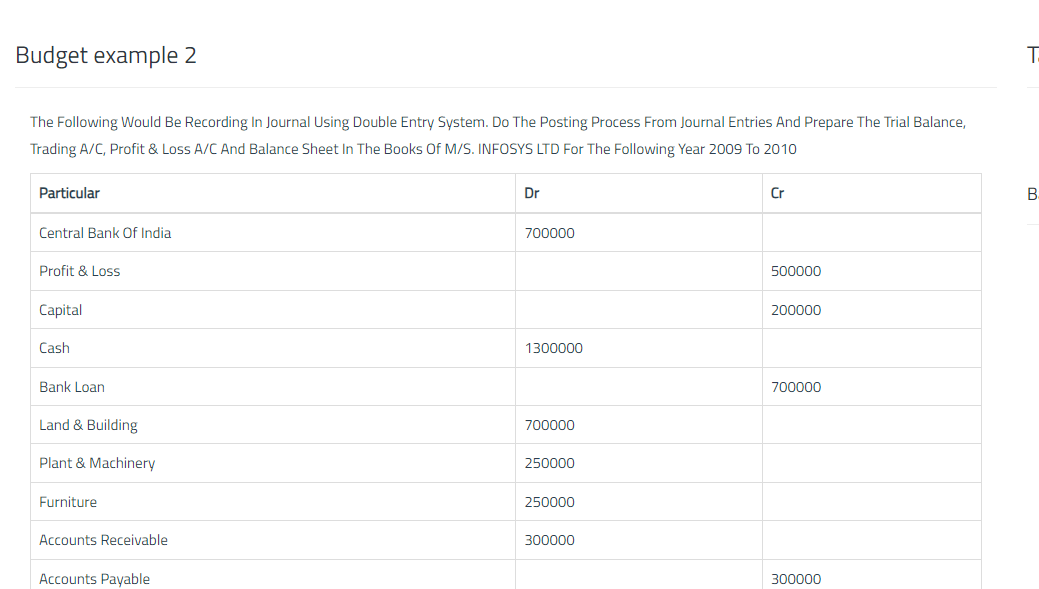 Budget example 2
The Following Would Be Recording In Journal Using Double Entry System. Do The Posting Process From Journal Entries And Prepare The Trial Balance,
Trading A/C, Profit & Loss A/C And Balance Sheet In The Books Of M/S. INFOSYS LTD For The Following Year 2009 To 2010
Particular Dr Cr
Central Bank Of India 700000
Profit & Loss 500000
Capital 200000
Cash 1300000
Bank Loan 700000
Land & Building 700000
Plant & Machinery 250000
Furniture 250000
Accounts Receivable 300000
Accounts Payable 300000